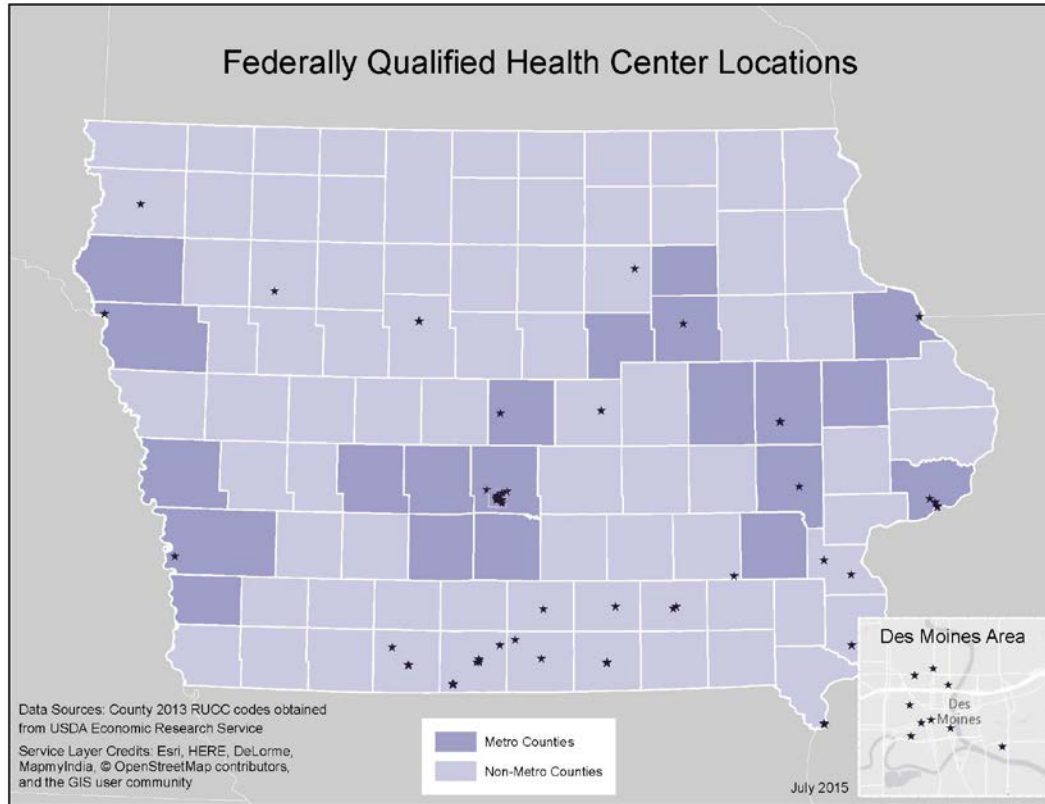 Federally Qualified Health Center Locations
Des Moines Area
Des
Moines
Data Sources: County 2013 RUCC codes obtained
from USDA Economic Research Service
Service Layer Credits: Esri, HERE, DeLorme,
MapmyIndia, © OpenStreetMap contributors,
and the GIS user community
Metro Counties
Non-Metro Counties
July 2015